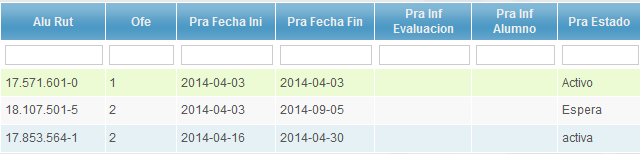 Alu Rut Ofe Pra Fecha Ini Pra Fecha Fin Pra Inf Evaluacion Pra Inf Alumno Pra Estado
17.571.601-0 1 2014-04-03 2014-04-03 Activo
18.107.501-5 2 2014-04-03 2014-09-05 Espera
17.853.564-1 2 2014-04-16 2014-04-30 activa